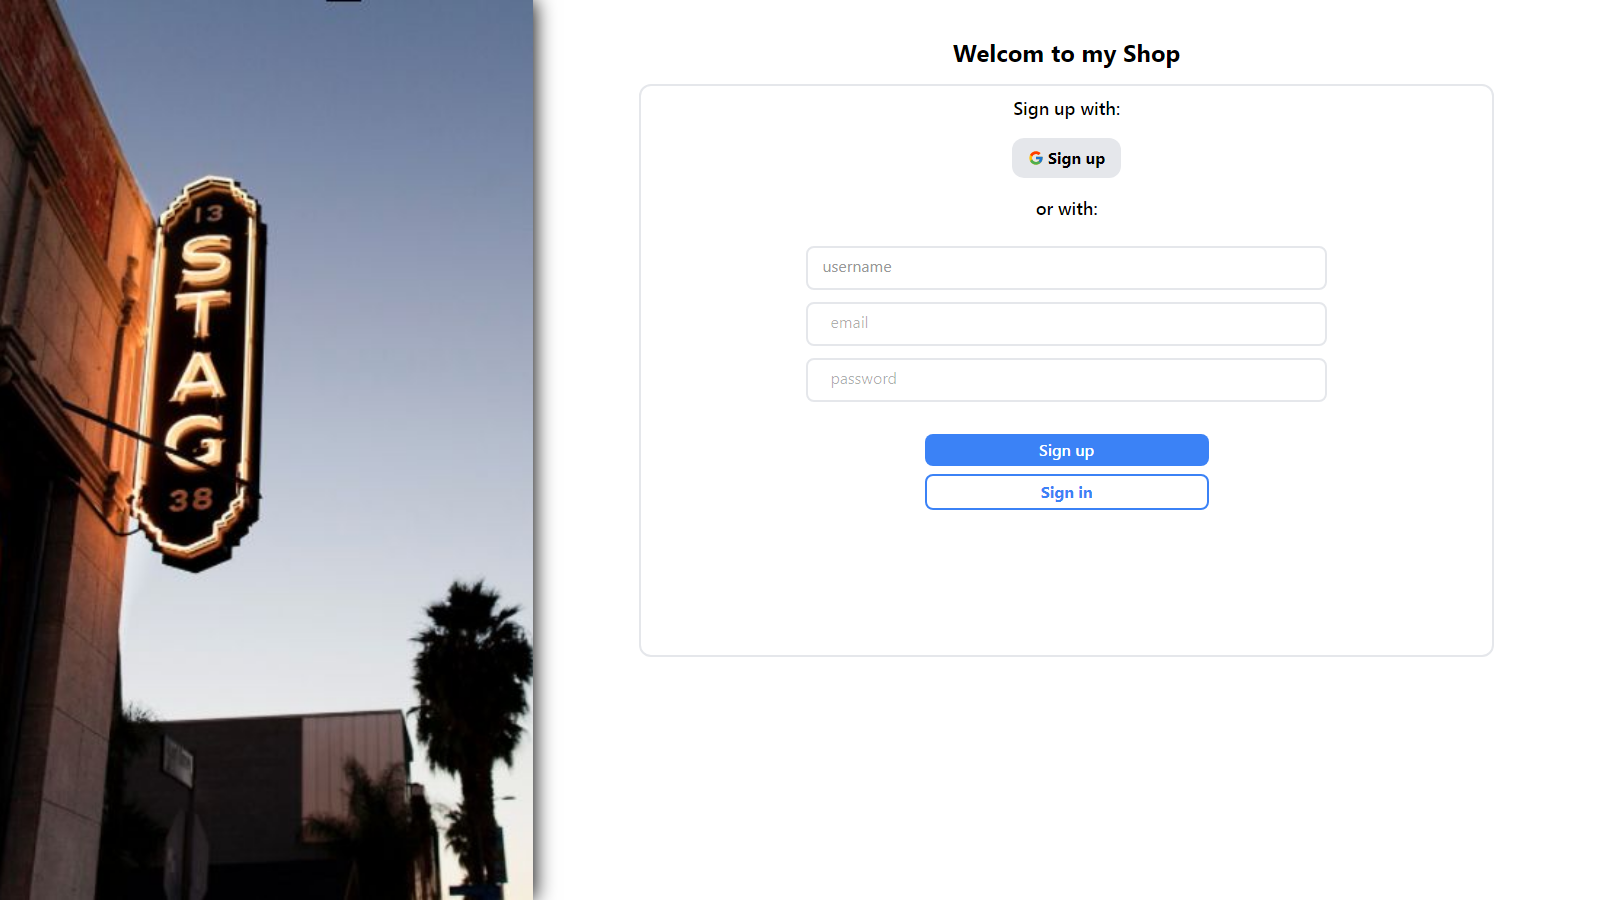 13
STAG
38
Welcom to my Shop
Sign up with:
Sign up
or with:
username
email
password
Sign up
Sign in